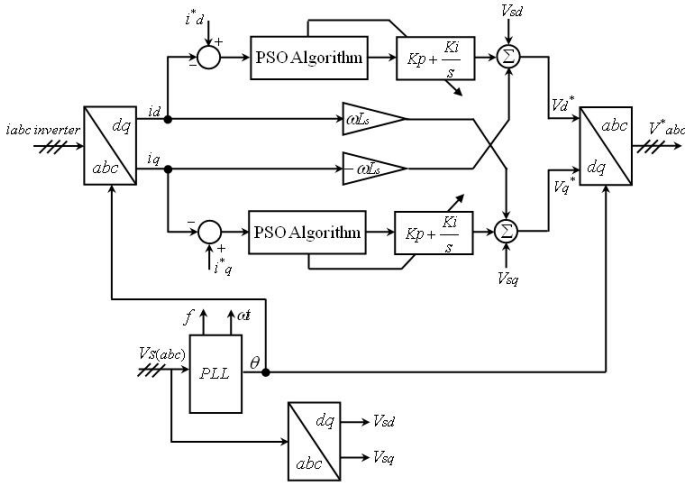 i*d
Vsd
+
−
PSO Algorithm
Kp + Ki
s
Σ
id
ωLs
Vd*
iabc inverter
dq
abc
abc
dq
V*abc
iq
− ωLs
Vq*
−
+
PSO Algorithm
Kp + Ki
s
Σ
i*q
Vsq
f
ωt
Vs(abc)
PLL
θ
dq
abc
Vsd
Vsq